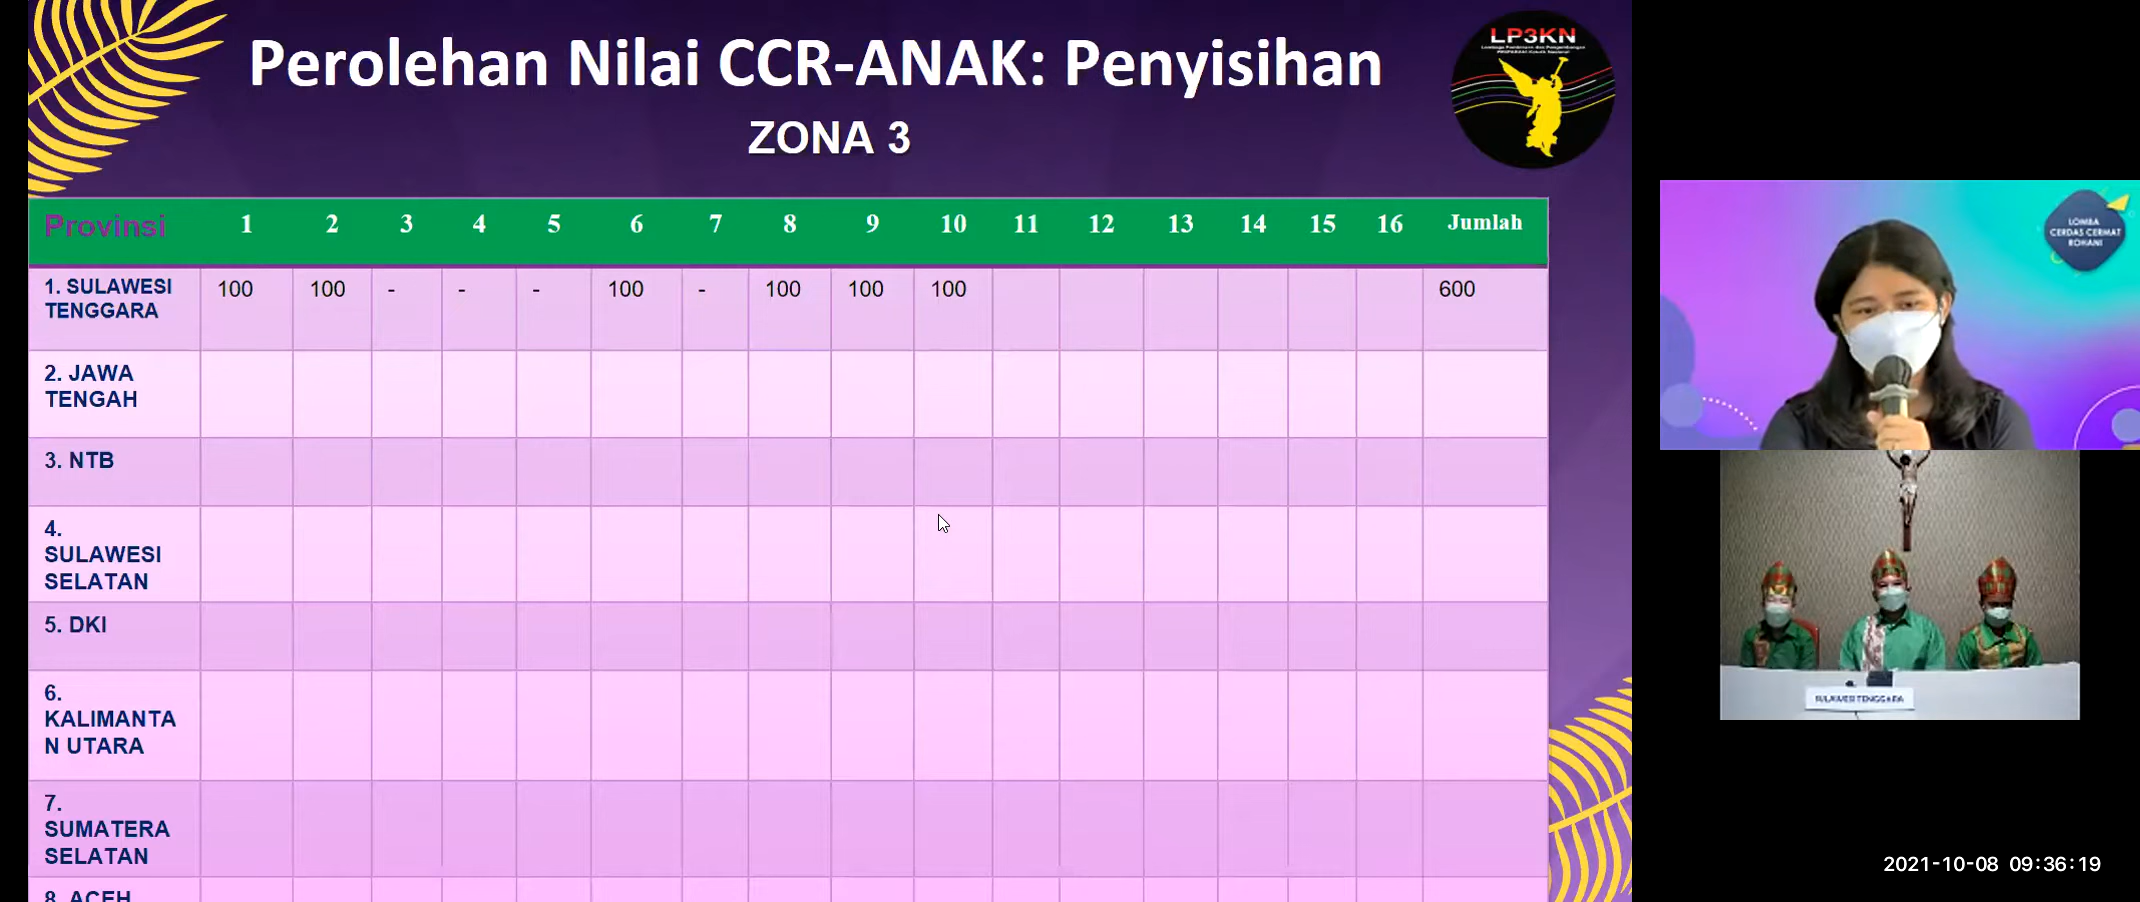 Perolehan Nilai CCR-ANAK: Penyisihan
ZONA 3
LP3KN
Provinsi 1 2 3 4 5 6 7 8 9 10 11 12 13 14 15 16 Jumlah
1. SULAWESI
TENGGARA
100 100 - - - 100 - 100 100 100 600
2. JAWA
TENGAH
3. NTB
4.
SULAWESI
SELATAN
5. DKI
6.
KALIMANTA
N UTARA
7.
SUMATERA
SELATAN
8. ACEH
LOMBA
CERDAS CERMAT
ROHANI
SULAWESI TENGGARA
2021-10-08 09:36:19